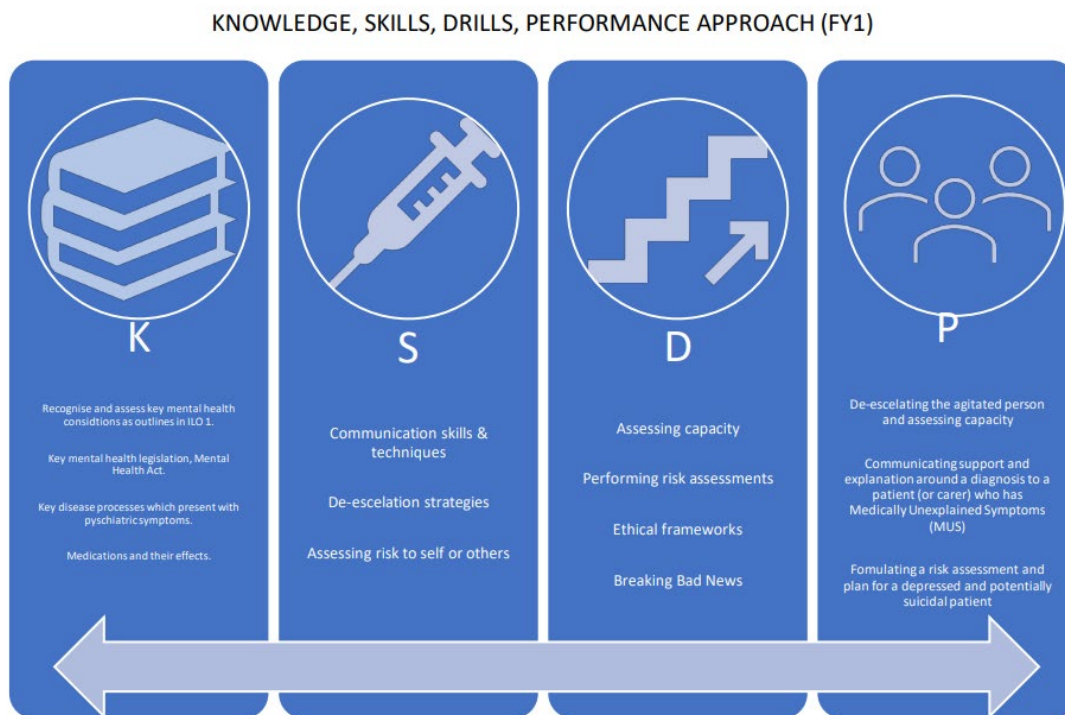 KNOWLEDGE, SKILLS, DRILLS, PERFORMANCE APPROACH (FY1)
K
Recognise and assess key mental health
considtions as outlines in ILO 1.
Key mental health legislation, Mental
Health Act.
Key disease processes which present with
pyschiatric symptoms.
Medications and their effects.
S
Communication skills &
techniques
De-escelation strategies
Assessing risk to self or others
D
Assessing capacity
Performing risk assessments
Ethical frameworks
Breaking Bad News
P
De-escelating the agitated person
and assessing capacity
Communicating support and
explanation around a diagnosis to a
patient (or carer) who has
Medically Unexplained Symptoms
(MUS)
Fomulating a risk assessment and
plan for a depressed and potentially
suicidal patient